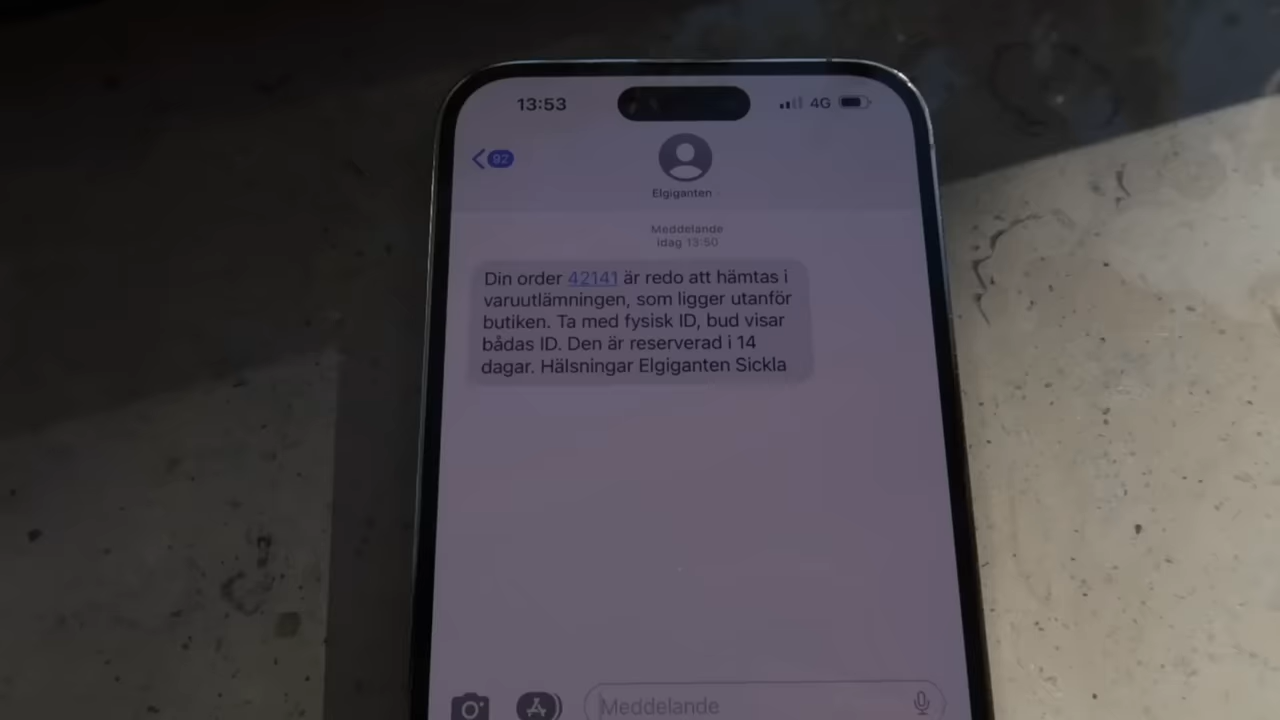 13:53
4G
92
Elgiganten
Meddelande
idag 13:50
Din order 42141 är redo att hämtas i
varuutlämningen, som ligger utanför
butiken. Ta med fysisk ID, bud visar
bådas ID. Den är reserverad i 14
dagar. Hälsningar Elgiganten Sickla
Meddelande